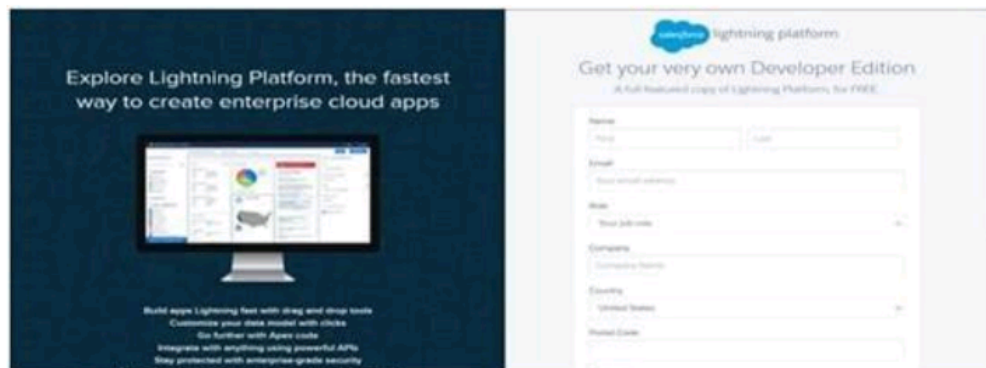 Explore Lightning Platform, the fastest
way to create enterprise cloud apps
Build apps Lightning fast with drag and drop tools
Customize your data model with clicks
Go further with Apex code
Integrate with anything using powerful APIs
Stay protected with enterprise-grade security
salesforce lightning platform
Get your very own Developer Edition
A full-featured copy of Lightning Platform, for FREE
Name
First Last
Email
Your email address
Role
Your job role
Company
Company Name
Country
United States
Postal Code